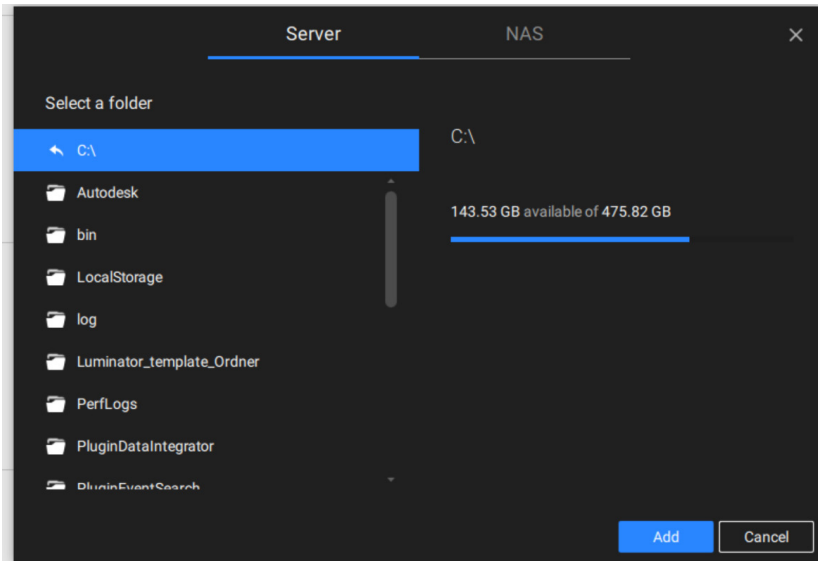 Server NAS
Select a folder
C:\
C:\
Autodesk
143.53 GB available of 475.82 GB
bin
LocalStorage
log
Luminator_template_Ordner
PerfLogs
PluginDataIntegrator
PluginEventSearch
Add Cancel